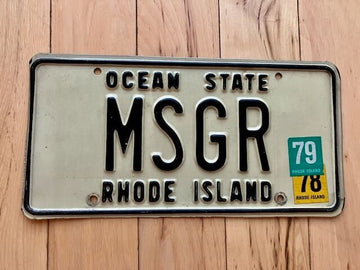 OCEAN STATE
MSGR
79
RHODE ISLAND
78
RHODE ISLAND
RHODE ISLAND